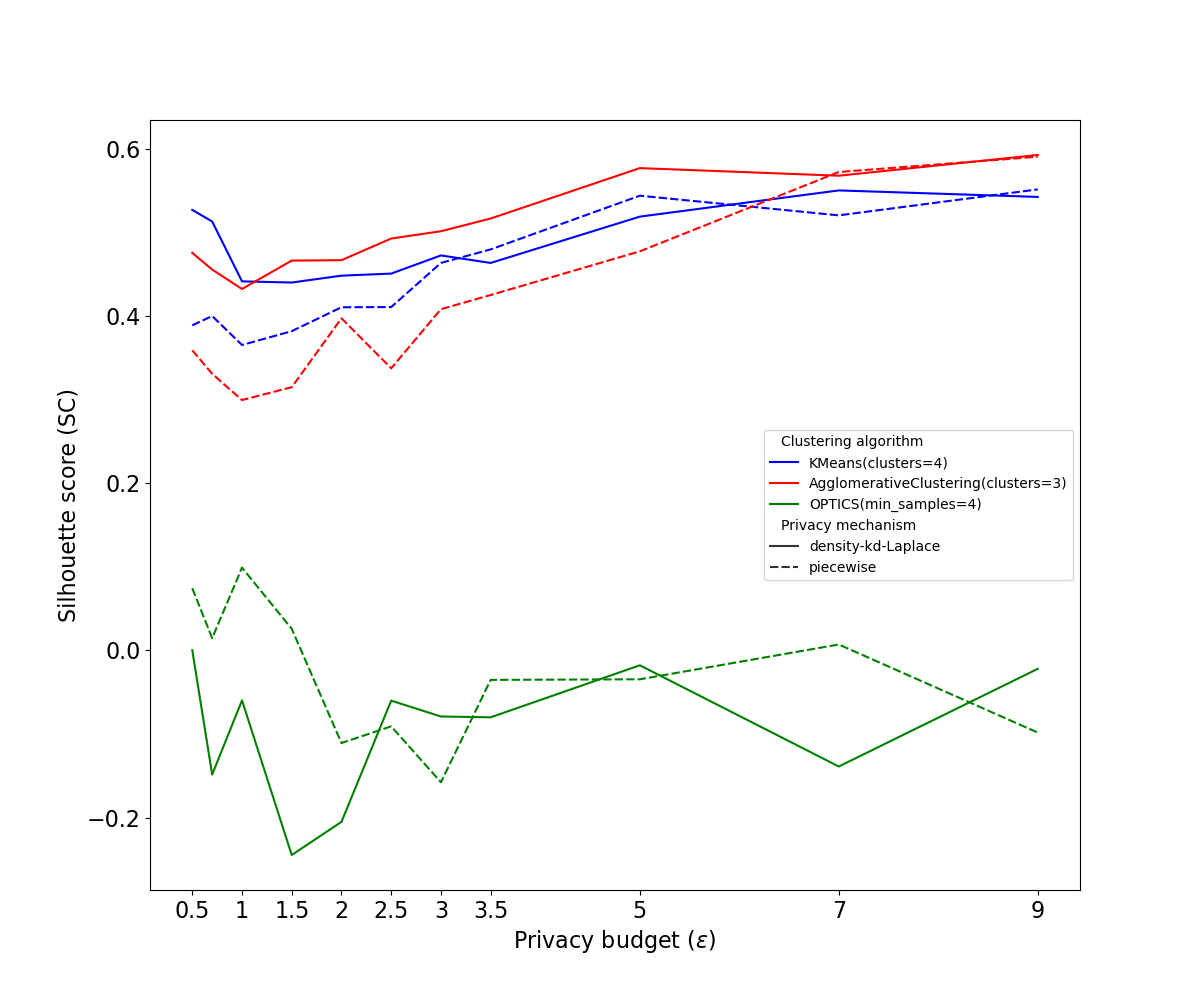 0.6
0.4
0.2
0.0
−0.2
Silhouette score (SC)
Clustering algorithm
KMeans(clusters=4)
AgglomerativeClustering(clusters=3)
OPTICS(min_samples=4)
Privacy mechanism
density-kd-Laplace
piecewise
0.5 1 1.5 2 2.5 3 3.5 5 7 9
Privacy budget (ε)